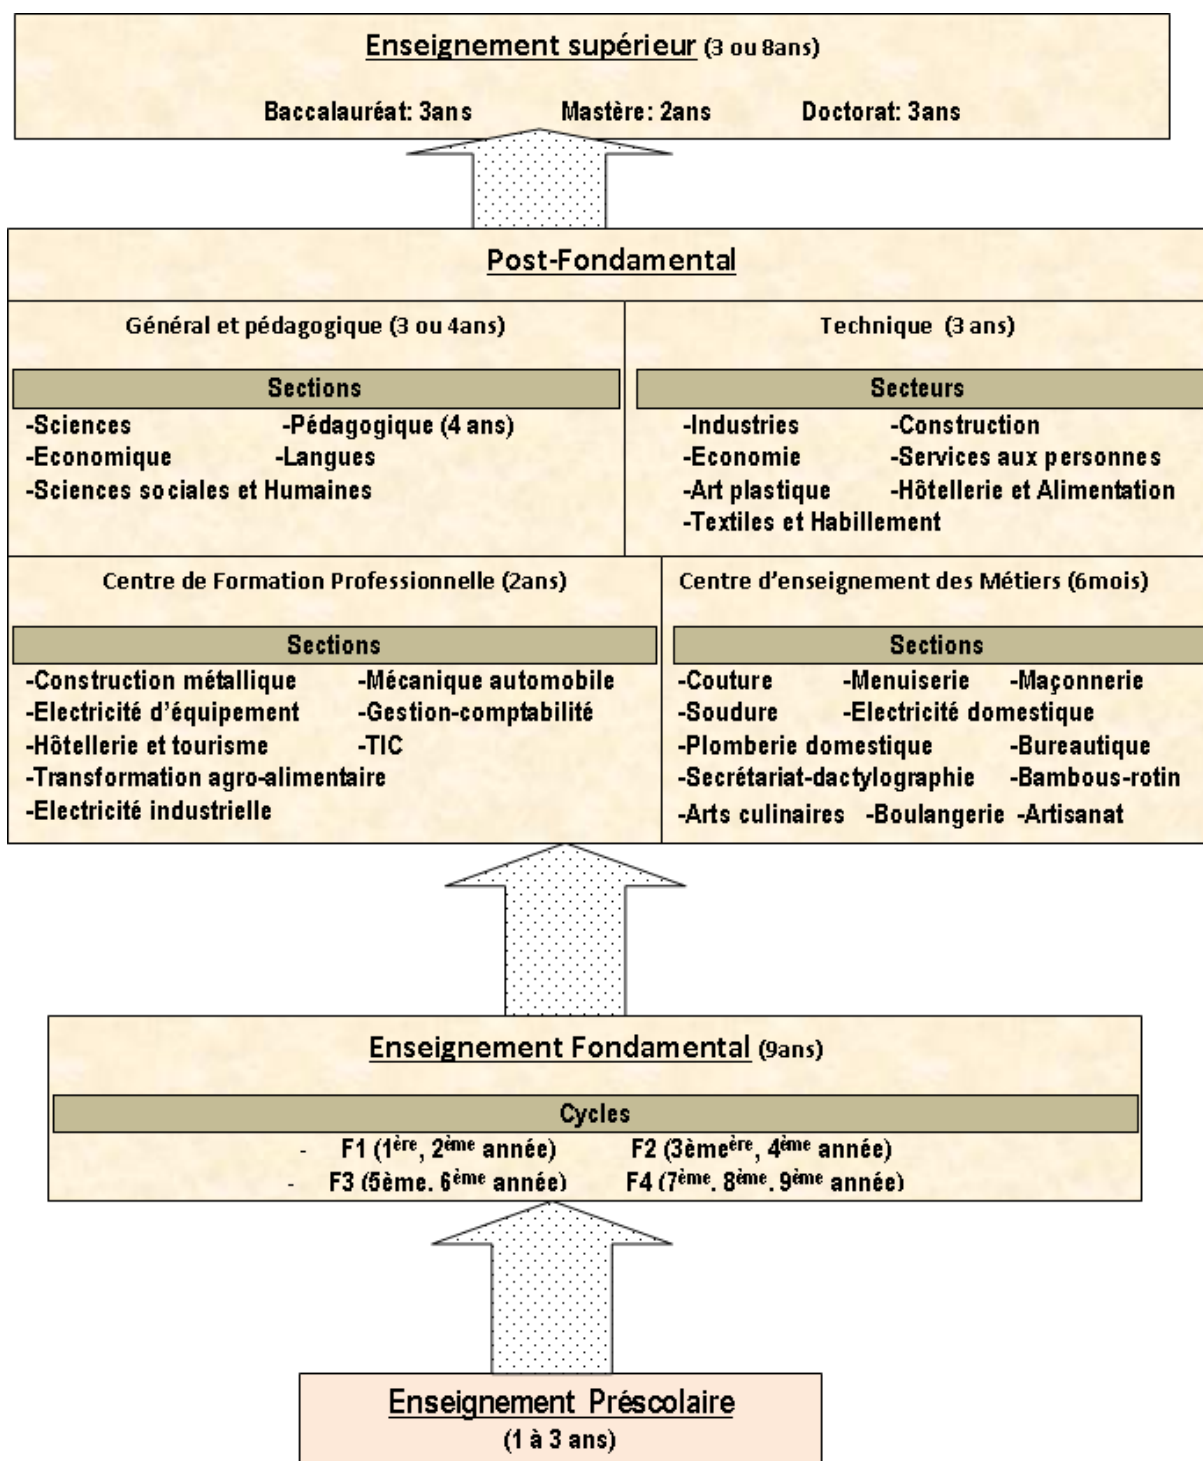 Enseignement supérieur (3 ou 8ans)
Baccalauréat: 3ans Mastère: 2ans Doctorat: 3ans
Post-Fondamental
Général et pédagogique (3 ou 4ans)
Sections
-Sciences -Pédagogique (4 ans)
-Economique -Langues
-Sciences sociales et Humaines
Technique (3 ans)
Secteurs
-Industries -Construction
-Economie -Services aux personnes
-Art plastique -Hôtellerie et Alimentation
-Textiles et Habillement
Centre de Formation Professionnelle (2ans)
Sections
-Construction métallique -Mécanique automobile
-Electricité d'équipement -Gestion-comptabilité
-Hôtellerie et tourisme -TIC
-Transformation agro-alimentaire
-Electricité industrielle
Centre d'enseignement des Métiers (6mois)
Sections
-Couture -Menuiserie -Maçonnerie
-Soudure -Electricité domestique
-Plomberie domestique -Bureautique
-Secrétariat-dactylographie -Bambous-rotin
-Arts culinaires -Boulangerie -Artisanat
Enseignement Fondamental (9ans)
Cycles
- F1 (1ère, 2ème année) F2 (3èmeère, 4ème année)
- F3 (5ème, 6ème année) F4 (7ème, 8ème, 9ème année)
Enseignement Préscolaire
(1 à 3 ans)